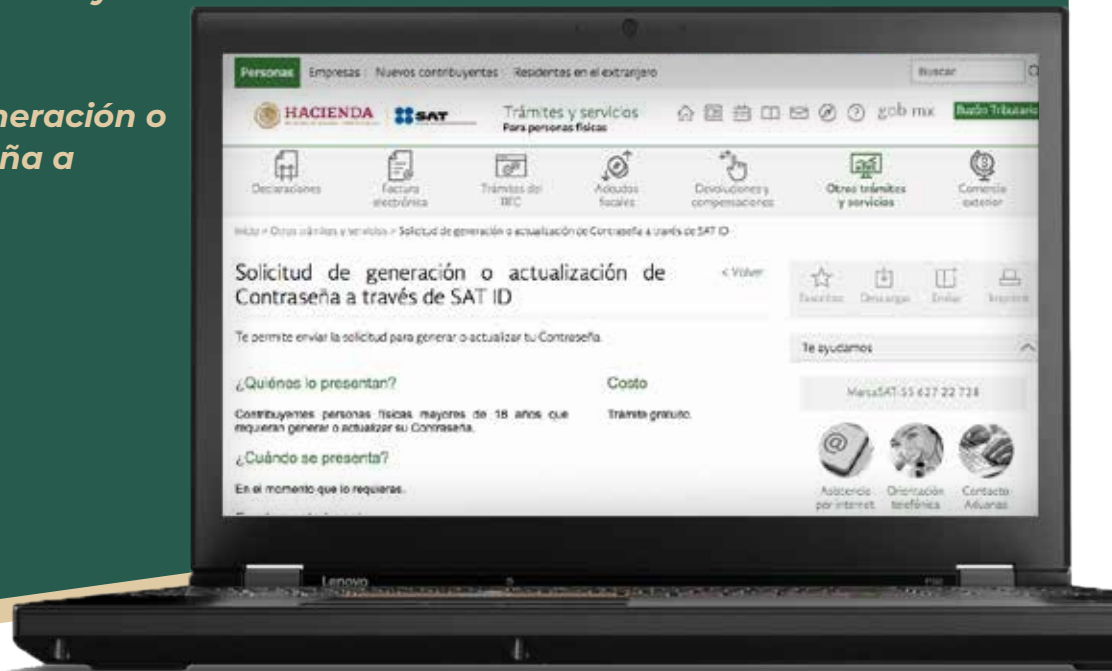 neración o
ña a
Personas Empresas Nuevos contribuyentes Residentes en el extranjero
Buscar
HACIENDA SAT
Trámites y servicios
Para personas físicas
gob mx
Buzón Tributario
Declaraciones
Factura
electrónica
Trámites del
RFC
Adeudos
fiscales
Devoluciones y
compensaciones
Otros trámites
y servicios
Comercio
exterior
Inicio > Otros trámites y servicios > Solicitud de generación o actualización de Contraseña a través de SAT ID
Solicitud de generación o actualización de
Contraseña a través de SAT ID
< Volver
Favoritos Descargar Enviar Imprimir
Te permite enviar la solicitud para generar o actualizar tu Contraseña.
Te ayudamos
¿Quiénes lo presentan?
Costo
MarcaSAT: 55 627 22 728
Contribuyentes personas físicas mayores de 18 años que
requieran generar o actualizar su Contraseña.
Trámite gratuito.
¿Cuándo se presenta?
En el momento que lo requieras.
Asistencia
por internet
Orientación
telefónica
Contacto
Aduanas
Lenovo